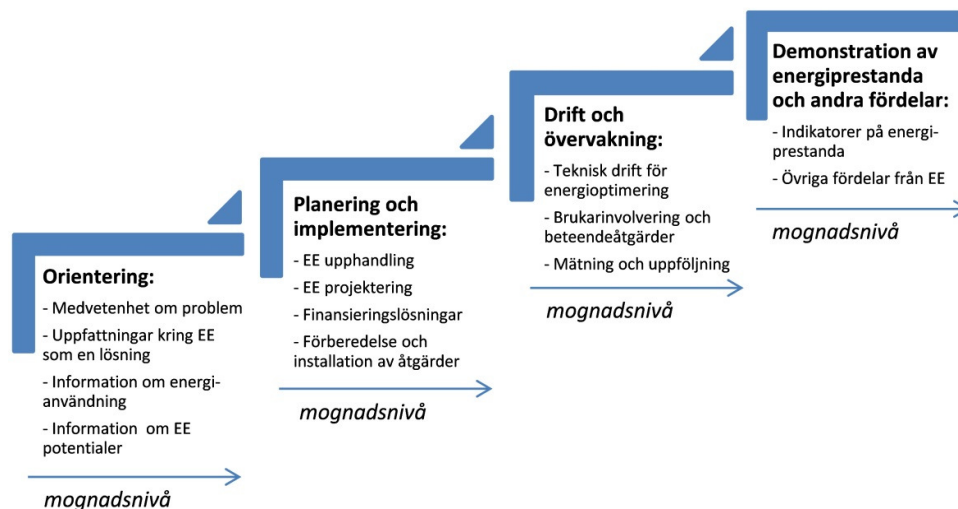 Orientering:
- Medvetenhet om problem
- Uppfattningar kring EE
som en lösning
- Information om energi-
användning
- Information om EE
potentialer
mognadsnivå
Planering och
implementering:
- EE upphandling
- EE projektering
- Finansieringslösningar
- Förberedelse och
installation av åtgärder
mognadsnivå
Drift och
övervakning:
- Teknisk drift för
energioptimering
- Brukarinvolvering och
beteendeåtgärder
- Mätning och uppföljning
mognadsnivå
Demonstration av
energiprestanda
och andra fördelar:
- Indikatorer på energi-
prestanda
- Övriga fördelar från EE
mognadsnivå